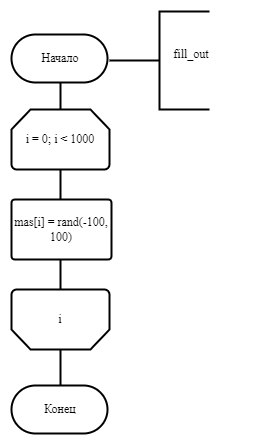 Начало
fill_out
i = 0; i < 1000
mas[i] = rand(-100,
100)
i
Конец